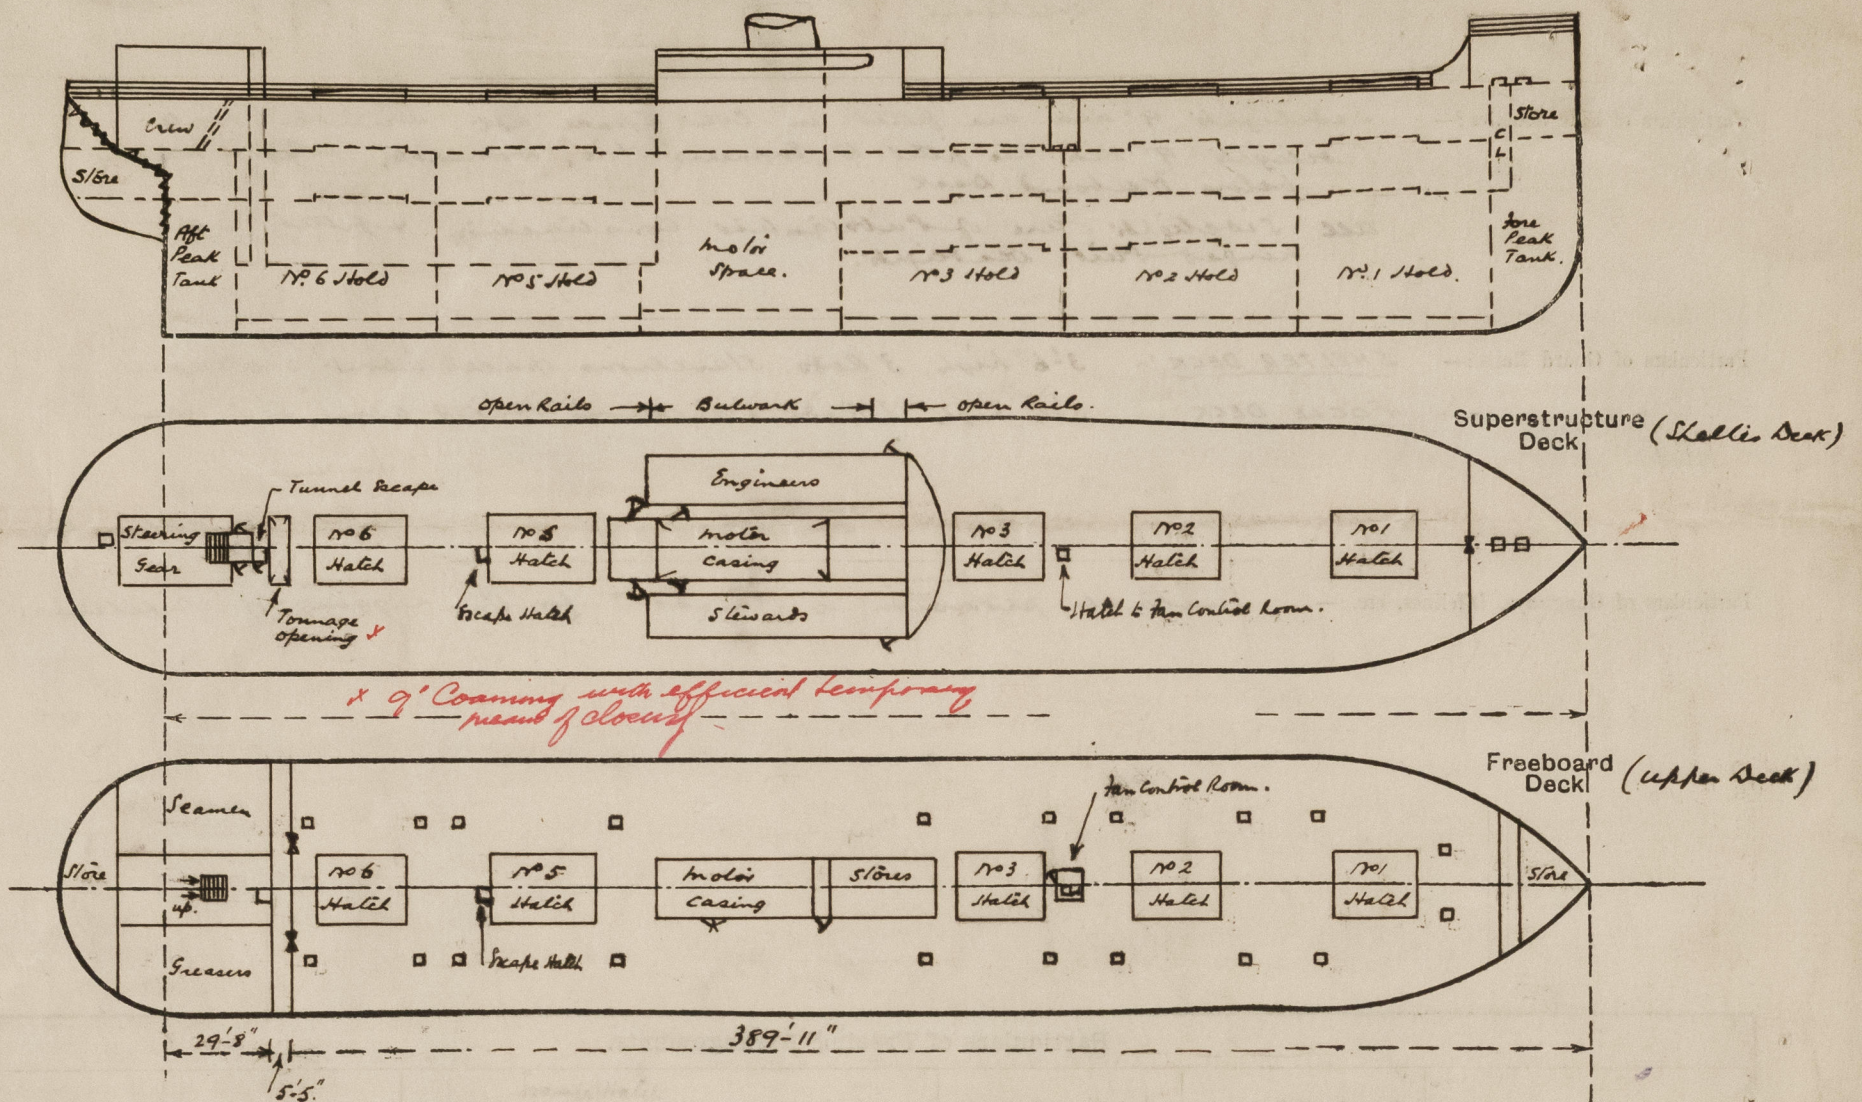 Crew
Store
Store
C
L
Aft
Peak
Tank
No. 6 Hold
No 5 Hold
Motor
Space.
No 3 Hold
No 2 Hold
No. 1 Hold.
Fore
Peak
Tank.
Open Rails
Bulwark
Open Rails.
Superstructure
Deck
(Shelter Deck)
Tunnel Escape
Steering
Gear
No 6
Hatch
No 5
Hatch
Engineers
Motor
Casing
Stewards
No 3
Hatch
No 2
Hatch
No 1
Hatch
Tonnage
opening x
Escape Hatch
Hatch to Fan Control Room.
x 9" Coaming with efficient temporary
means of closing
Freeboard
Deck
(Upper Deck)
Fan Control Room.
Seamen
Store
up.
Greasers
No 6
Hatch
No 5
Hatch
Escape Hatch
Motor
Casing
Stores
No 3
Hatch
No 2
Hatch
No 1
Hatch
Store
29'-8"
5'-5"
389'-11"